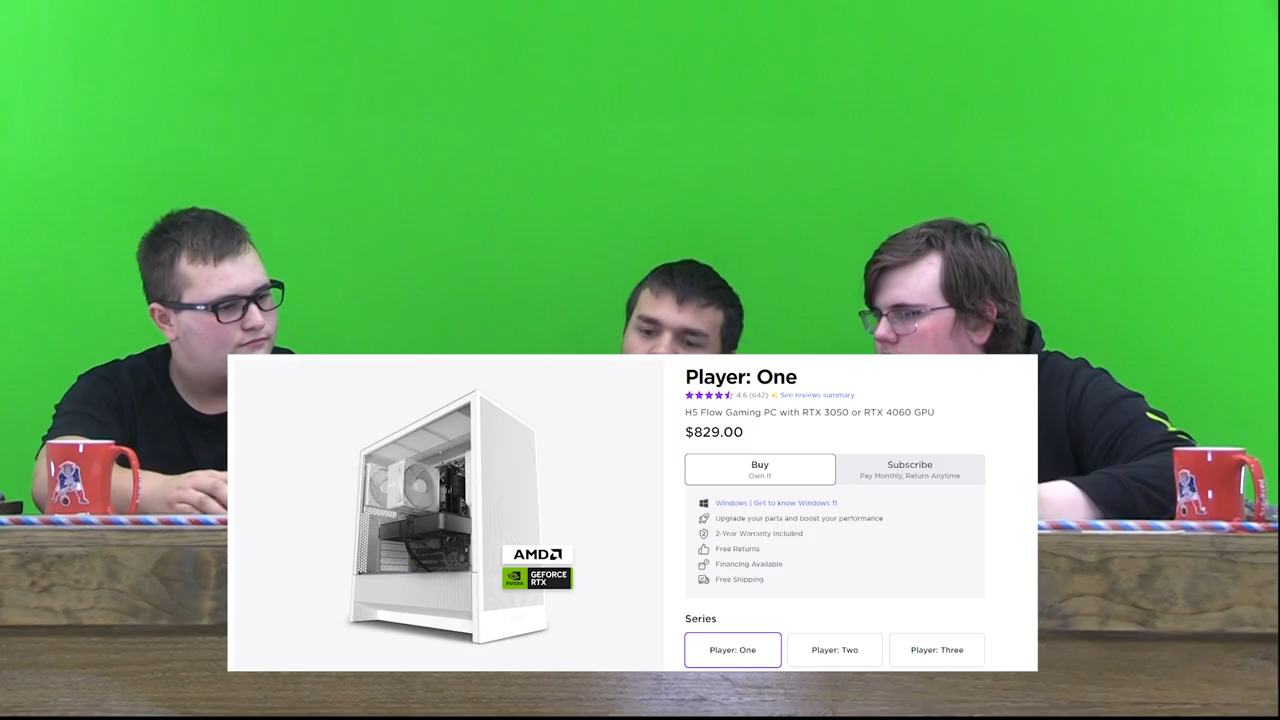 Player: One
4.6 (642) See reviews summary
H5 Flow Gaming PC with RTX 3050 or RTX 4060 GPU
$829.00
Buy
Own It
Subscribe
Pay Monthly, Return Anytime
Windows | Get to know Windows 11
Upgrade your parts and boost your performance
2-Year Warranty Included
Free Returns
Financing Available
Free Shipping
AMD
NVIDIA
GEFORCE
RTX
Series
Player: One
Player: Two
Player: Three